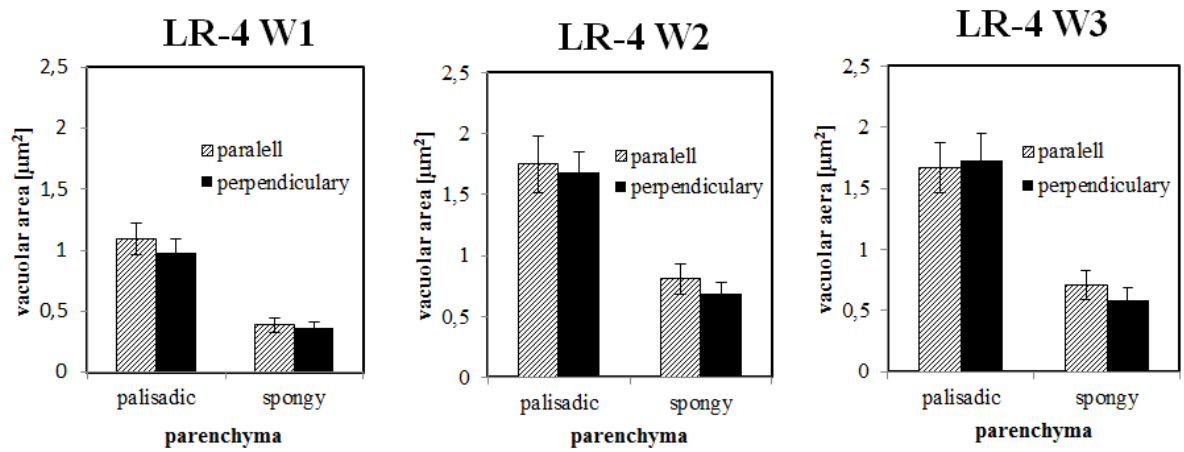 LR-4 W1
2,5
2
1,5
1
0,5
0
vacuolar area [µm²]
paralell
perpendiculary
palisadic spongy
parenchyma
LR-4 W2
2,5
2
1,5
1
0,5
0
vacuolar area [µm²]
paralell
perpendiculary
palisadic spongy
parenchyma
LR-4 W3
2,5
2
1,5
1
0,5
0
vacuolar aera [µm²]
paralell
perpendiculary
palisadic spongy
parenchyma